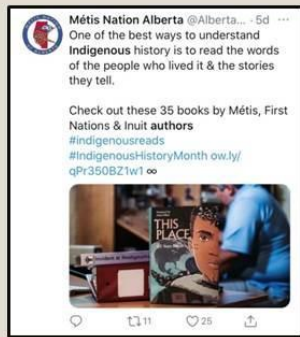 Métis Nation Alberta @Alberta... · 5d ···
One of the best ways to understand
Indigenous history is to read the words
of the people who lived it & the stories
they tell.
Check out these 35 books by Métis, First
Nations & Inuit authors
#indigenousreads
#IndigenousHistoryMonth ow.ly/
qPr350BZ1w1 ∞
THIS
PLACE
11
25